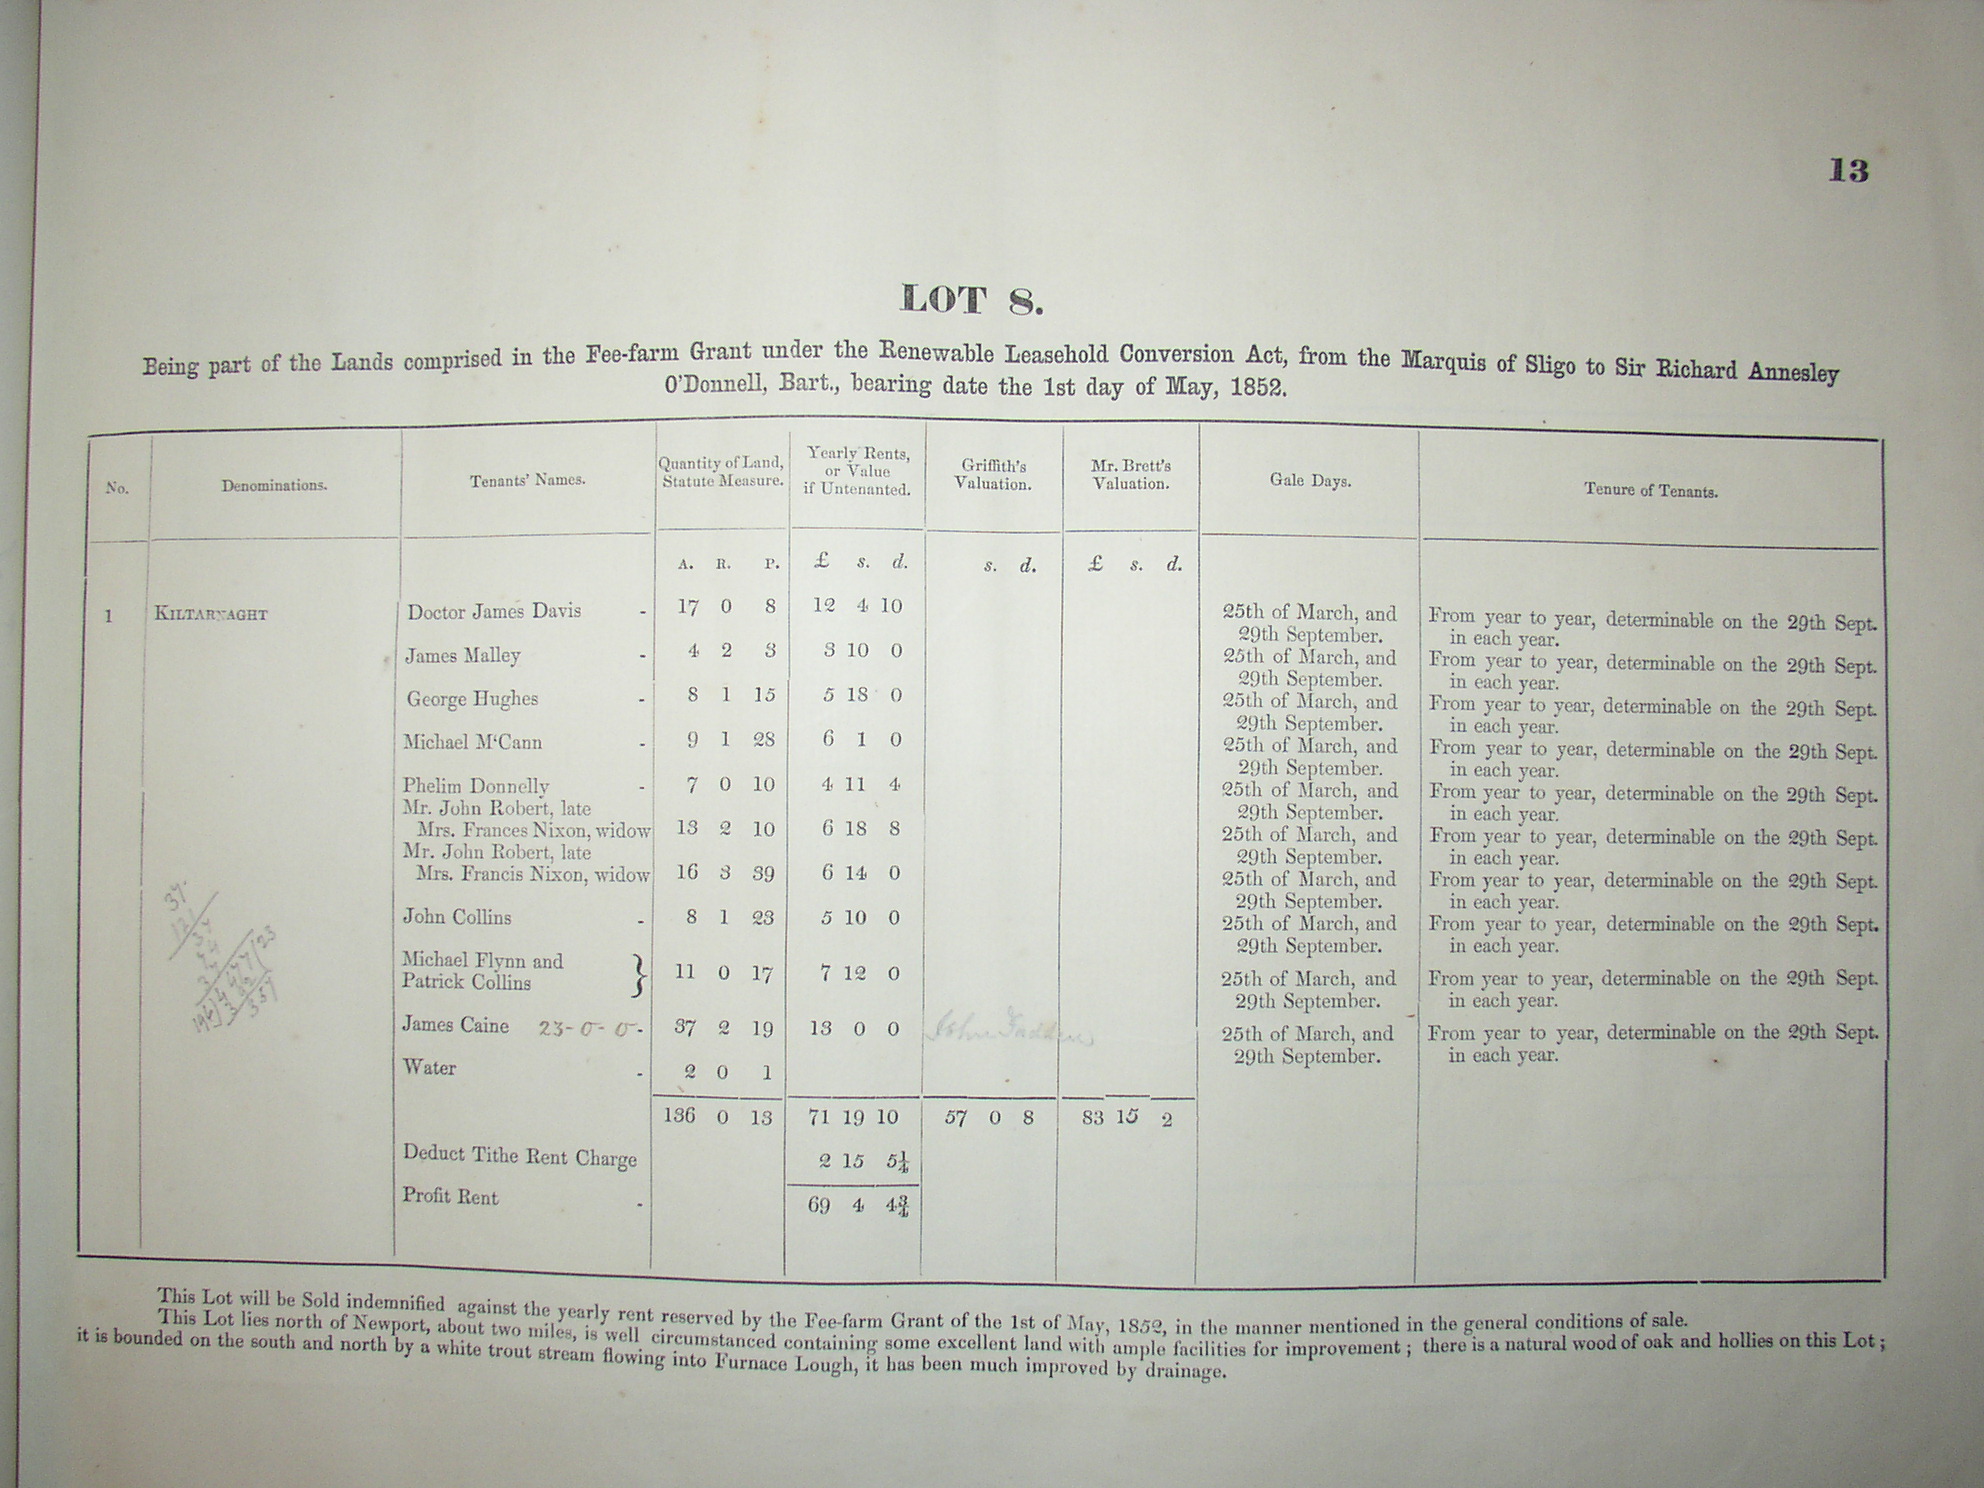 13
LOT 8.
Being part of the Lands comprised in the Fee-farm Grant under the Renewable Leasehold Conversion Act, from the Marquis of Sligo to Sir Richard Annesley
O'Donnell, Bart., bearing date the 1st day of May, 1852.
No. Denominations. Tenants' Names. Quantity of Land, Statute Measure. Yearly Rents, or Value if Untenanted. Griffith's Valuation. Mr. Brett's Valuation. Gale Days. Tenure of Tenants.
A. R. P. £ s. d. s. d. £ s. d.
1 KILTARNAGHT Doctor James Davis - 17 0 8 12 4 10 25th of March, and From year to year, determinable on the 29th Sept.
29th September. in each year.
James Malley - 4 2 3 3 10 0 25th of March, and From year to year, determinable on the 29th Sept.
29th September. in each year.
George Hughes - 8 1 15 5 18 0 25th of March, and From year to year, determinable on the 29th Sept.
29th September. in each year.
Michael M'Cann - 9 1 28 6 1 0 25th of March, and From year to year, determinable on the 29th Sept.
29th September. in each year.
Phelim Donnelly - 7 0 10 4 11 4 25th of March, and From year to year, determinable on the 29th Sept.
Mr. John Robert, late 29th September. in each year.
Mrs. Frances Nixon, widow 13 2 10 6 18 8 25th of March, and From year to year, determinable on the 29th Sept.
Mr. John Robert, late 29th September. in each year.
Mrs. Francis Nixon, widow 16 3 39 6 14 0 25th of March, and From year to year, determinable on the 29th Sept.
29th September. in each year.
John Collins - 8 1 23 5 10 0 25th of March, and From year to year, determinable on the 29th Sept.
29th September. in each year.
Michael Flynn and
Patrick Collins } 11 0 17 7 12 0 25th of March, and From year to year, determinable on the 29th Sept.
29th September. in each year.
James Caine 23-0-0- 37 2 19 13 0 0 John 25th of March, and From year to year, determinable on the 29th Sept.
29th September. in each year.
Water - 2 0 1
136 0 13 71 19 10 57 0 8 83 15 2
Deduct Tithe Rent Charge 2 15 5¼
Profit Rent - 69 4 4¾
This Lot will be Sold indemnified against the yearly rent reserved by the Fee-farm Grant of the 1st of May, 1852, in the manner mentioned in the general conditions of sale.
This Lot lies north of Newport, about two miles, is well circumstanced containing some excellent land with ample facilities for improvement; there is a natural wood of oak and hollies on this Lot;
it is bounded on the south and north by a white trout stream flowing into Furnace Lough, it has been much improved by drainage.